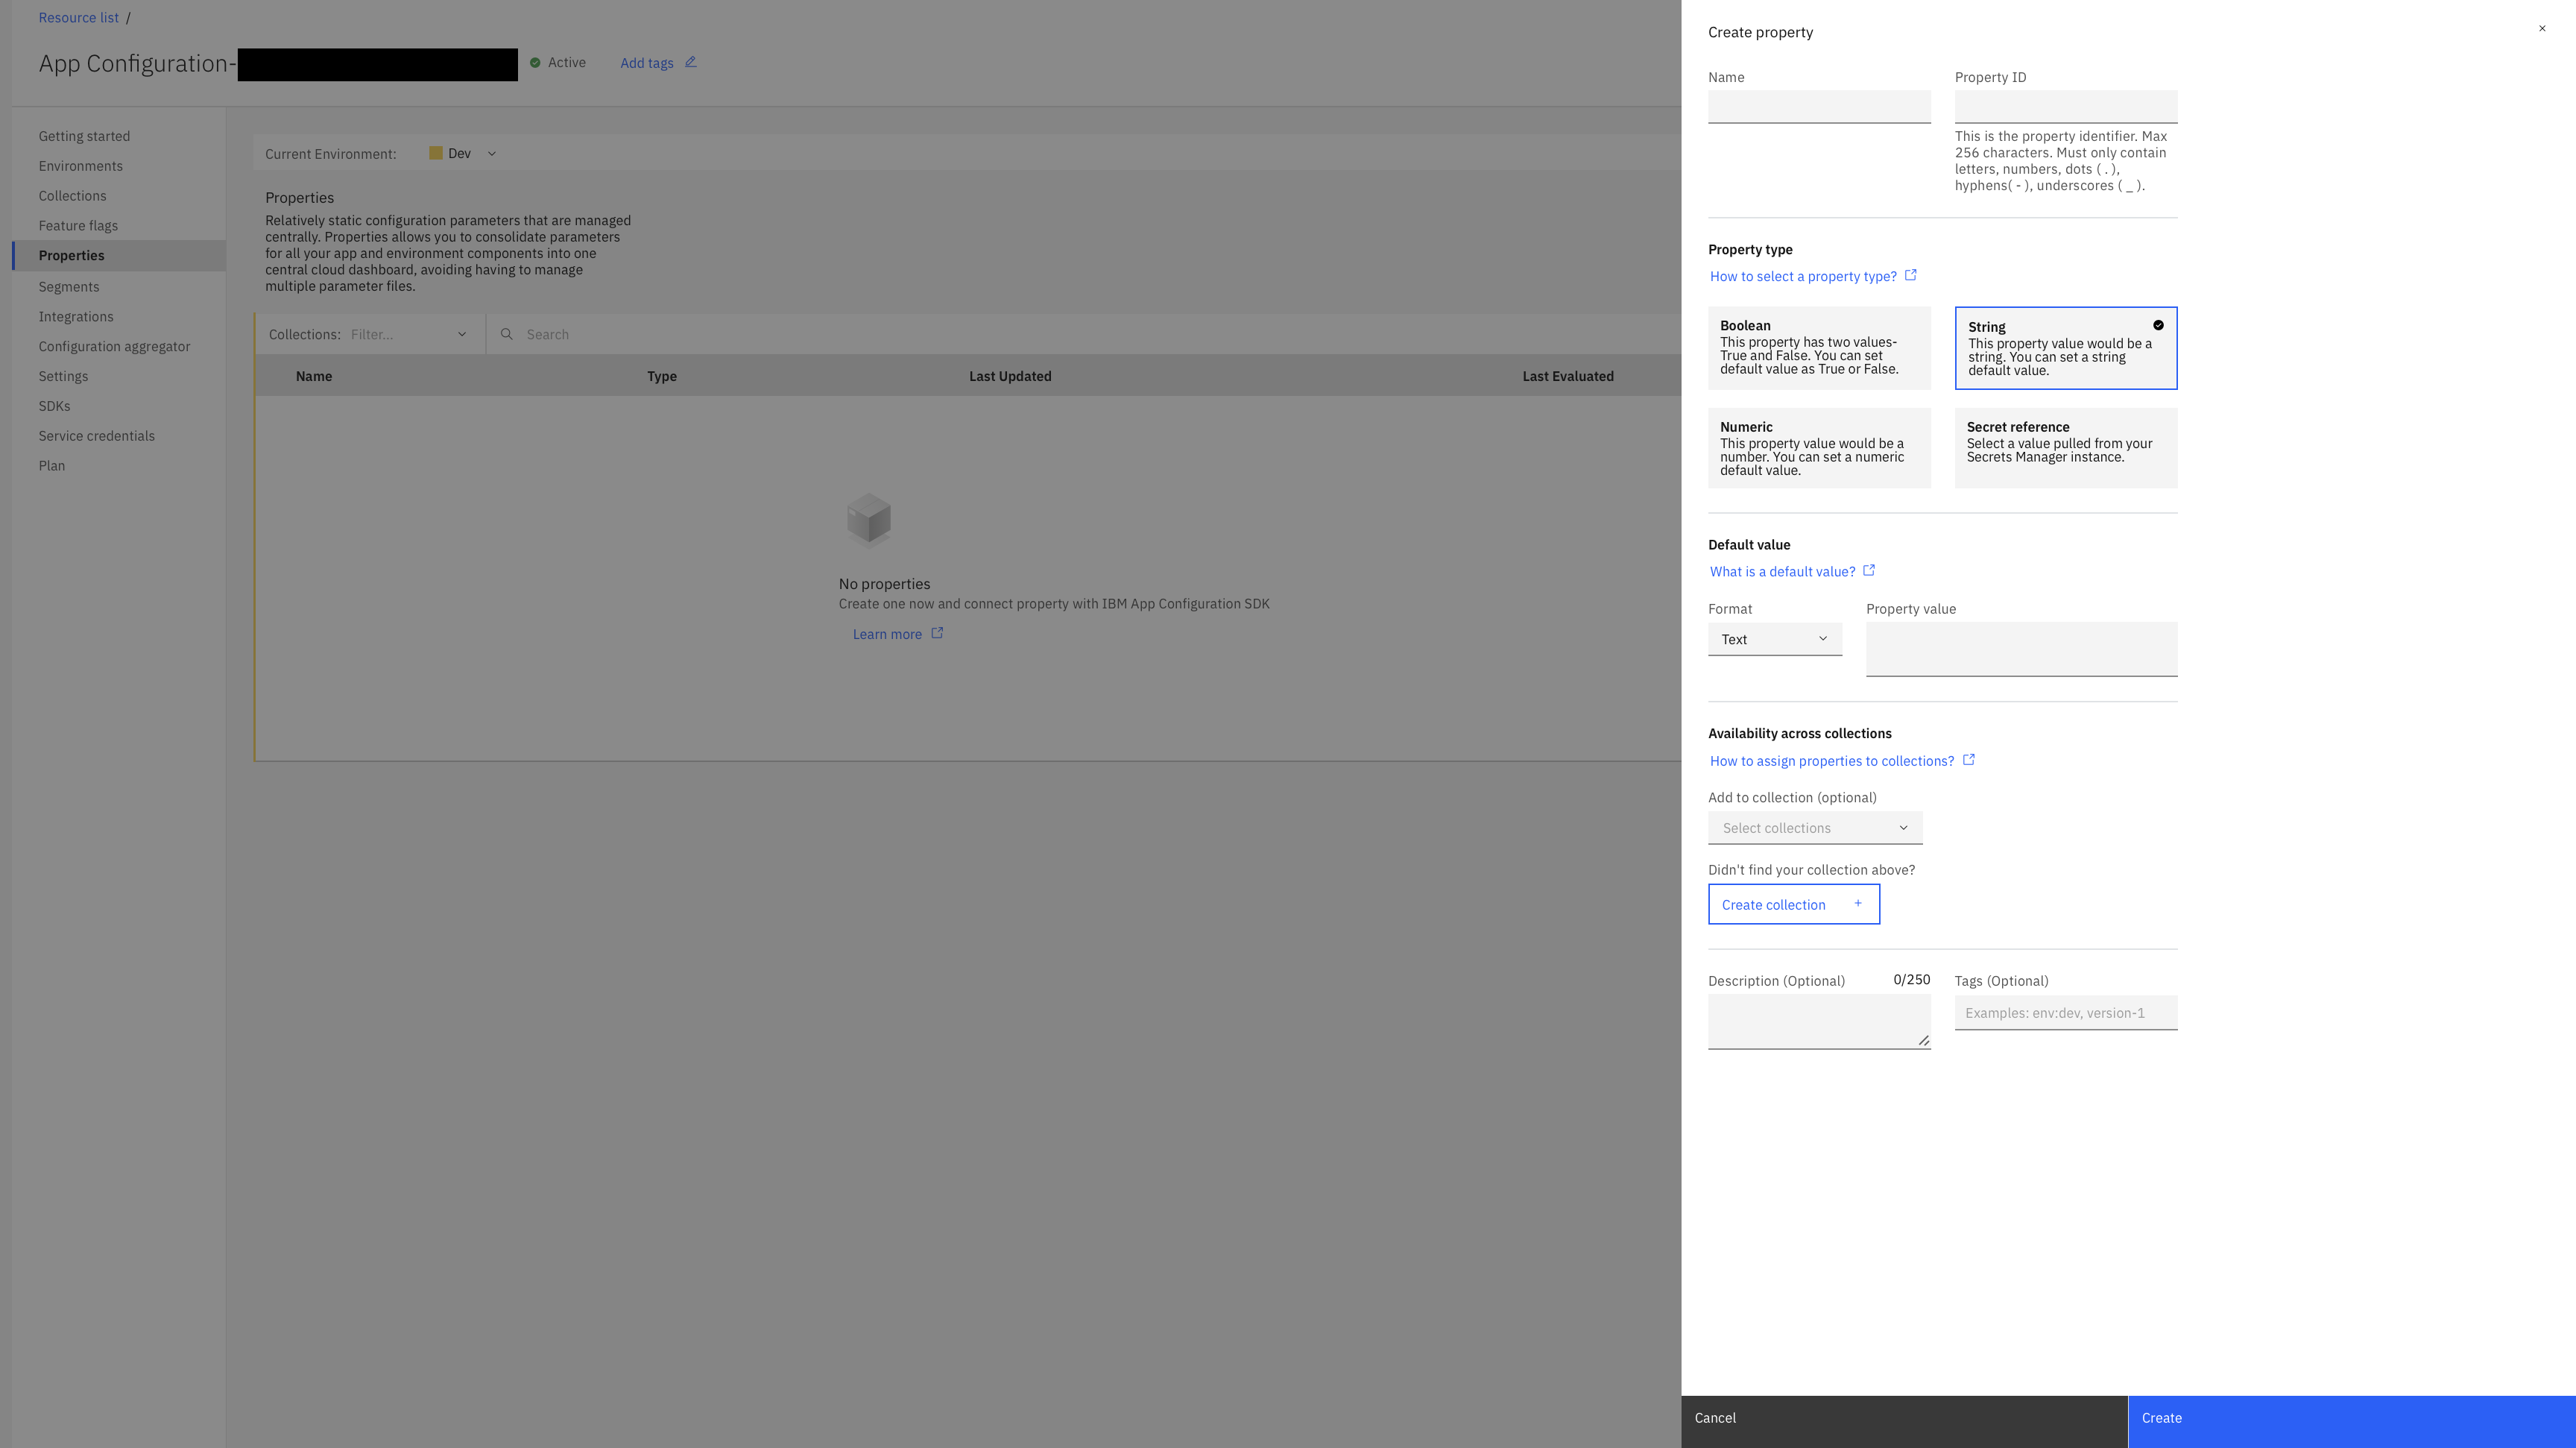 Resource list /
App Configuration-
Active
Add tags
Getting started
Environments
Collections
Feature flags
Properties
Segments
Integrations
Configuration aggregator
Settings
SDKs
Service credentials
Plan
Current Environment:
Dev
Properties
Relatively static configuration parameters that are managed
centrally. Properties allows you to consolidate parameters
for all your app and environment components into one
central cloud dashboard, avoiding having to manage
multiple parameter files.
Collections: Filter...
Search
Name
Type
Last Updated
Last Evaluated
No properties
Create one now and connect property with IBM App Configuration SDK
Learn more
Create property
Name
Property ID
This is the property identifier. Max
256 characters. Must only contain
letters, numbers, dots ( . ),
hyphens( - ), underscores ( _ ).
Property type
How to select a property type?
Boolean
This property has two values-
True and False. You can set
default value as True or False.
String
This property value would be a
string. You can set a string
default value.
Numeric
This property value would be a
number. You can set a numeric
default value.
Secret reference
Select a value pulled from your
Secrets Manager instance.
Default value
What is a default value?
Format
Text
Property value
Availability across collections
How to assign properties to collections?
Add to collection (optional)
Select collections
Didn't find your collection above?
Create collection +
Description (Optional)
0/250
Tags (Optional)
Examples: env:dev, version-1
Cancel
Create